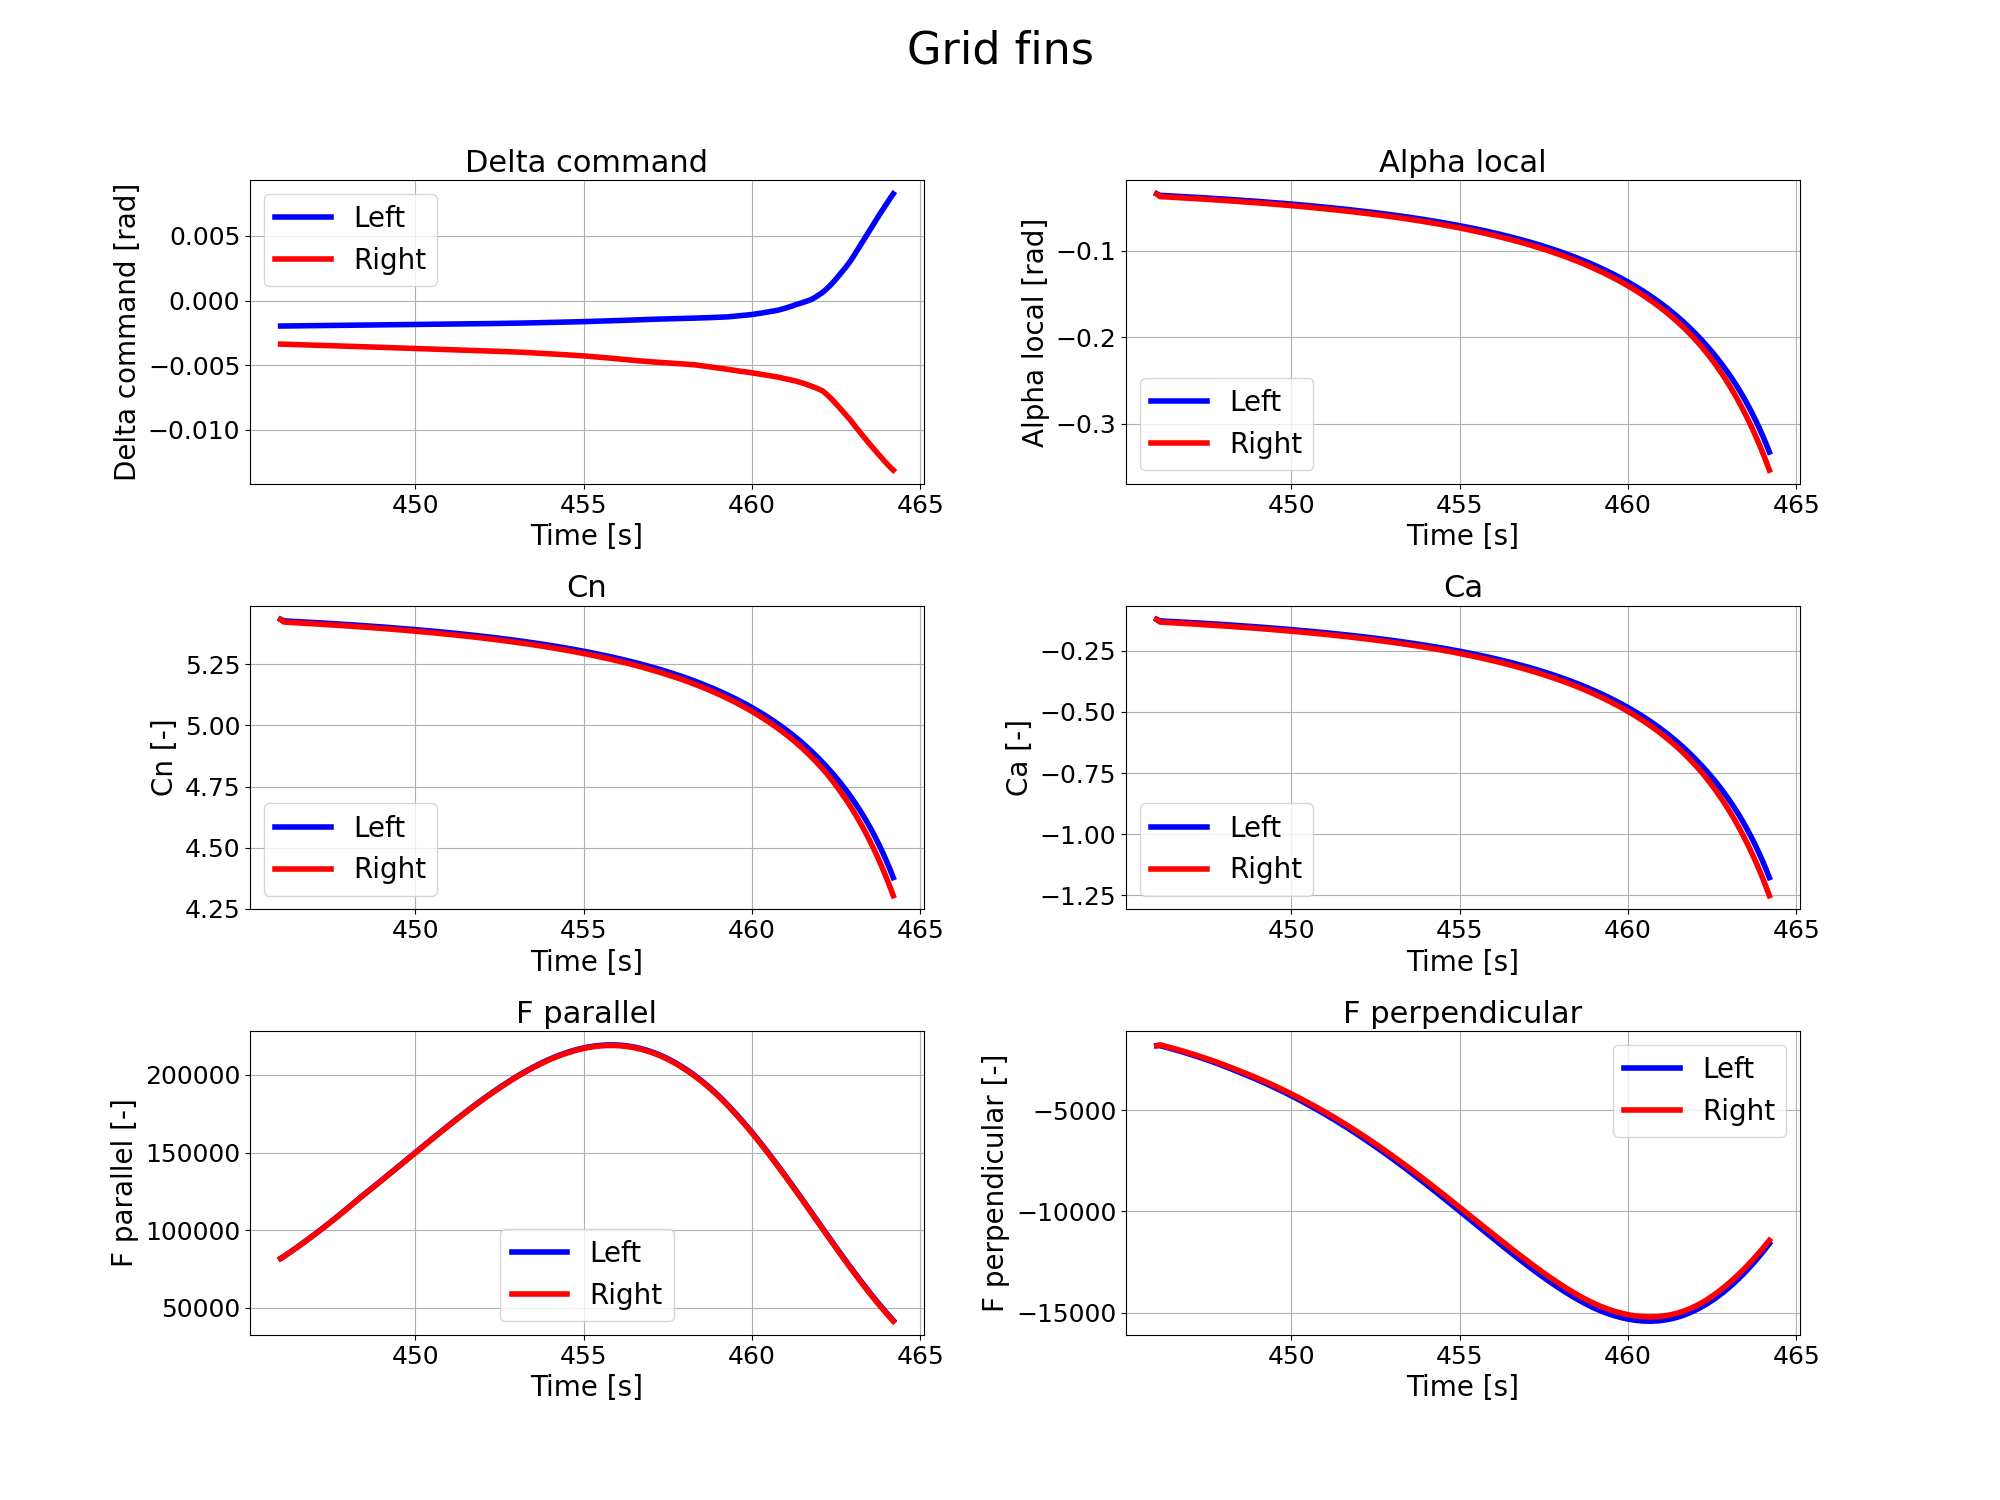 Grid fins
Delta command
Delta command [rad]
0.005
0.000
−0.005
−0.010
Left
Right
450 455 460 465
Time [s]
Alpha local
Alpha local [rad]
−0.1
−0.2
−0.3
Left
Right
450 455 460 465
Time [s]
Cn
Cn [-]
5.25
5.00
4.75
4.50
4.25
Left
Right
450 455 460 465
Time [s]
Ca
Ca [-]
−0.25
−0.50
−0.75
−1.00
−1.25
Left
Right
450 455 460 465
Time [s]
F parallel
F parallel [-]
200000
150000
100000
50000
Left
Right
450 455 460 465
Time [s]
F perpendicular
F perpendicular [-]
−5000
−10000
−15000
Left
Right
450 455 460 465
Time [s]